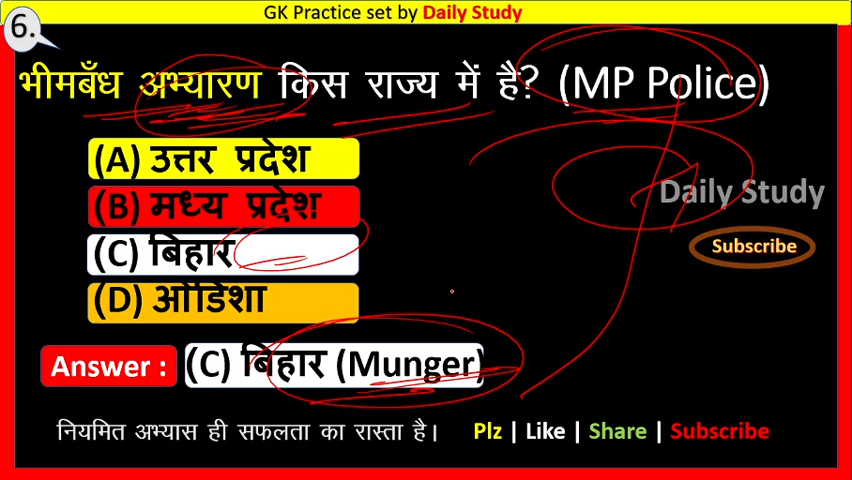 GK Practice set by Daily Study
6.
भीमबँध अभ्यारण किस राज्य में है? (MP Police)
(A) उत्तर प्रदेश
(B) मध्य प्रदेश
Daily Study
Subscribe
(C) बिहार
(D) ओडिशा
Answer : (C) बिहार (Munger)
नियमित अभ्यास ही सफलता का रास्ता है। Plz | Like | Share | Subscribe